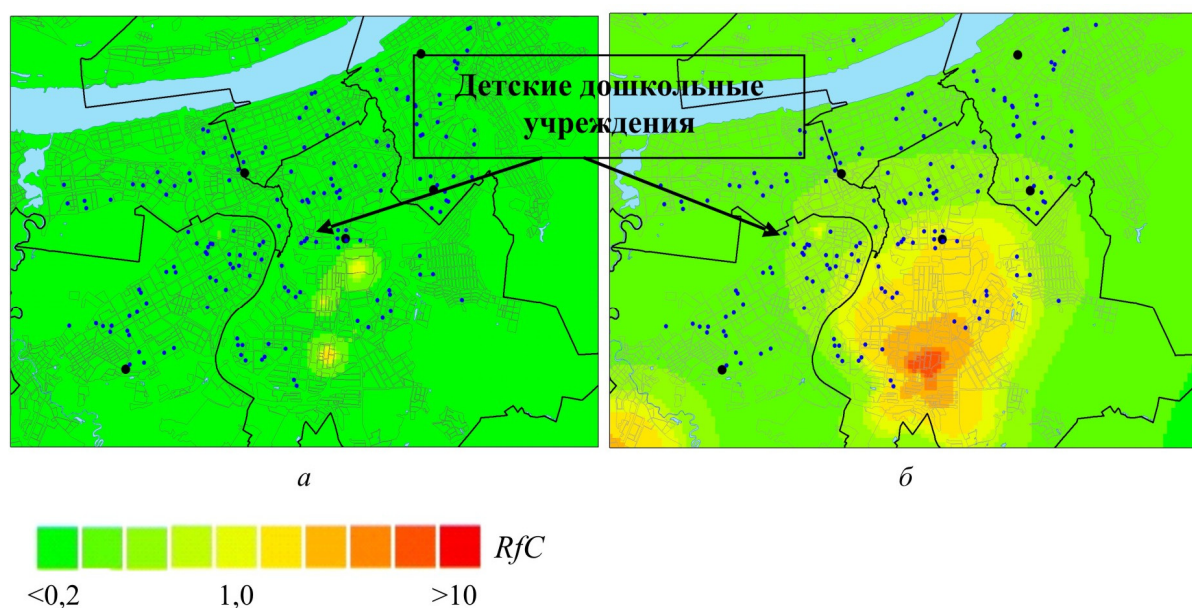 Детские дошкольные
учреждения
а
б
RfC
<0,2 1,0 >10